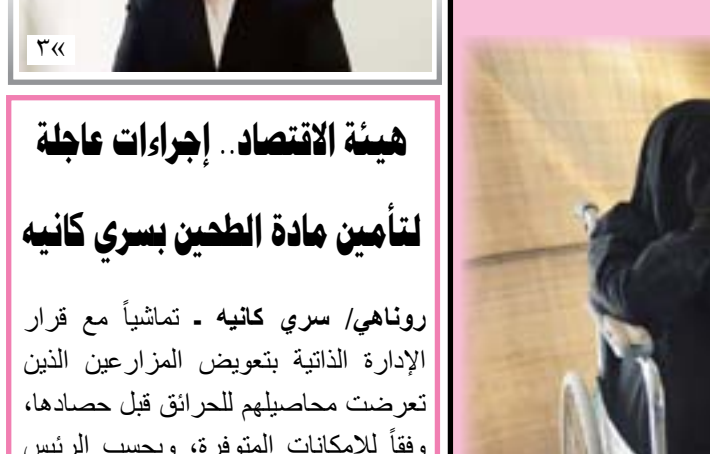 ٣»
هيئة الاقتصاد.. إجراءات عاجلة
لتأمين مادة الطحين بسري كانيه
روناهي/ سري كانيه ـ تماشياً مع قرار
الإدارة الذاتية بتعويض المزارعين الذين
تعرضت محاصيلهم للحرائق قبل حصادها،
وفقاً للإمكانات المتوفرة، وبحسب الرئيس